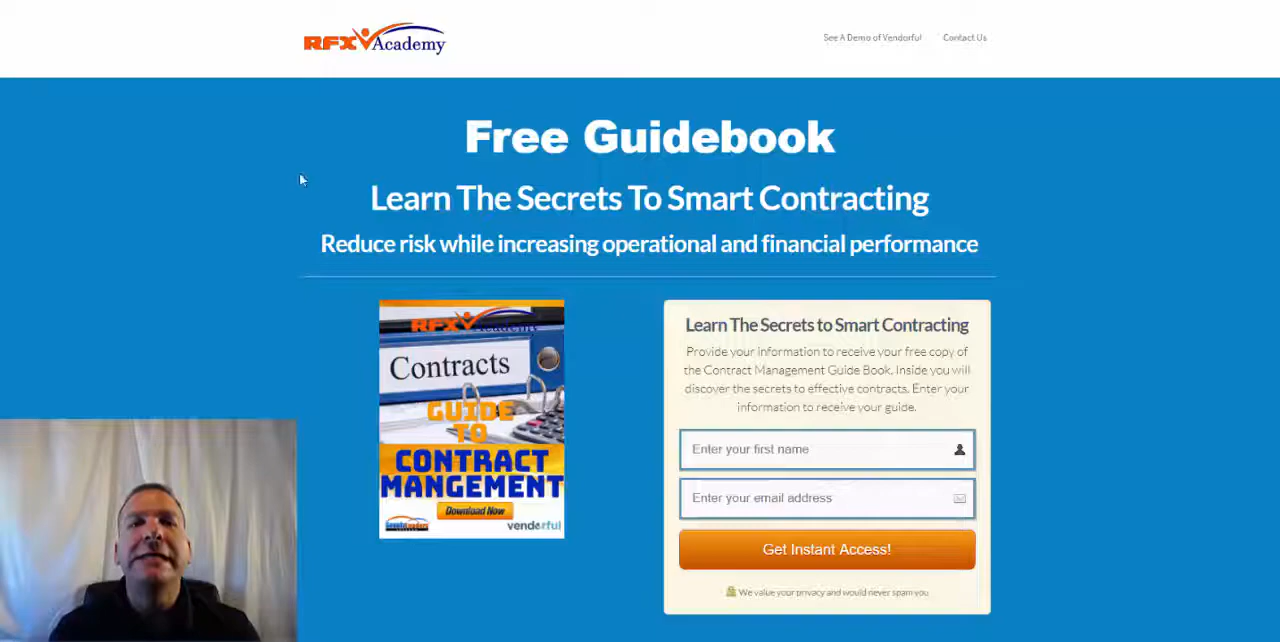 RFX Academy
See A Demo of Vendorful
Contact Us
Free Guidebook
Learn The Secrets To Smart Contracting
Reduce risk while increasing operational and financial performance
RFX Academy
Contracts
GUIDE
TO
CONTRACT
MANGEMENT
Download Now
venderful
Learn The Secrets to Smart Contracting
Provide your information to receive your free copy of
the Contract Management Guide Book. Inside you will
discover the secrets to effective contracts. Enter your
information to receive your guide.
Enter your first name
Enter your email address
Get Instant Access!
We value your privacy and would never spam you